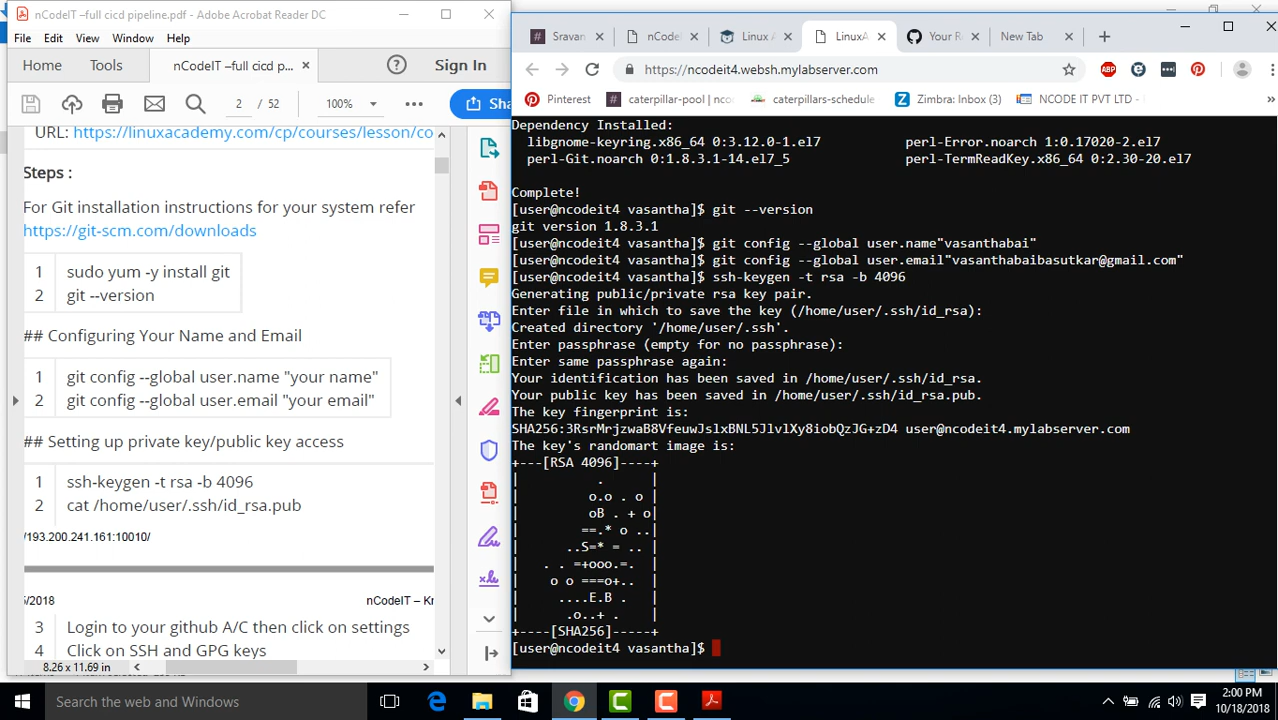 nCodeIT –full cicd pipeline.pdf - Adobe Acrobat Reader DC
File Edit View Window Help
Home Tools nCodeIT –full cicd p... Sign In
2 / 52 100% Sha
URL: https://linuxacademy.com/cp/courses/lesson/co
Steps :
For Git installation instructions for your system refer
https://git-scm.com/downloads
1 sudo yum -y install git
2 git --version
## Configuring Your Name and Email
1 git config --global user.name "your name"
2 git config --global user.email "your email"
## Setting up private key/public key access
1 ssh-keygen -t rsa -b 4096
2 cat /home/user/.ssh/id_rsa.pub
/193.200.241.161:10010/
5/2018 nCodeIT – Kr
3 Login to your github A/C then click on settings
4 Click on SSH and GPG keys
8.26 x 11.69 in
Sravan nCodeI Linux A LinuxA Your R New Tab
https://ncodeit4.websh.mylabserver.com
Pinterest caterpillar-pool | nco caterpillars-schedule Zimbra: Inbox (3) NCODE IT PVT LTD -
Dependency Installed:
libgnome-keyring.x86_64 0:3.12.0-1.el7 perl-Error.noarch 1:0.17020-2.el7
perl-Git.noarch 0:1.8.3.1-14.el7_5 perl-TermReadKey.x86_64 0:2.30-20.el7
Complete!
[user@ncodeit4 vasantha]$ git --version
git version 1.8.3.1
[user@ncodeit4 vasantha]$ git config --global user.name"vasanthabai"
[user@ncodeit4 vasantha]$ git config --global user.email"vasanthabaibasutkar@gmail.com"
[user@ncodeit4 vasantha]$ ssh-keygen -t rsa -b 4096
Generating public/private rsa key pair.
Enter file in which to save the key (/home/user/.ssh/id_rsa):
Created directory '/home/user/.ssh'.
Enter passphrase (empty for no passphrase):
Enter same passphrase again:
Your identification has been saved in /home/user/.ssh/id_rsa.
Your public key has been saved in /home/user/.ssh/id_rsa.pub.
The key fingerprint is:
SHA256:3RsrMrjzwaB8VfeuwJslxBNL5JlvlXy8iobQzJG+zD4 user@ncodeit4.mylabserver.com
The key's randomart image is:
+---[RSA 4096]----+
| . |
| o.o . o |
| oB . + o|
| ==.* o ..|
| ..S=* = .. |
| . . =+ooo.=. |
| o o ===o+.. |
| ....E.B . |
| .o..+ . |
+----[SHA256]-----+
[user@ncodeit4 vasantha]$
Search the web and Windows
2:00 PM
10/18/2018